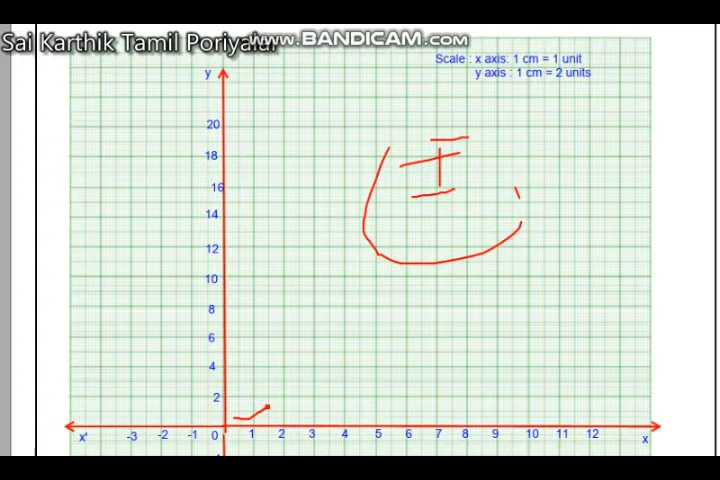 Sai Karthik Tamil Poriyalar
www.BANDICAM.com
Scale : x axis: 1 cm = 1 unit
y axis : 1 cm = 2 units
y
20
18
16
14
12
10
8
6
4
2
x' -3 -2 -1 0 1 2 3 4 5 6 7 8 9 10 11 12 x
I